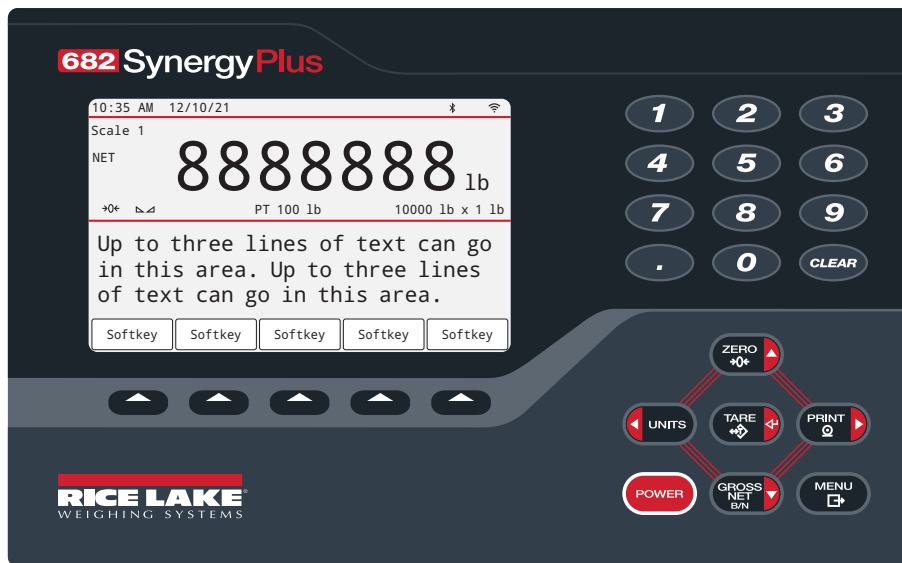 682 SynergyPlus
10:35 AM 12/10/21
Scale 1
NET
8888888 lb
→0← PT 100 lb 10000 lb x 1 lb
Up to three lines of text can go
in this area. Up to three lines
of text can go in this area.
Softkey Softkey Softkey Softkey Softkey
RICE LAKE®
WEIGHING SYSTEMS
1 2 3
4 5 6
7 8 9
. 0 CLEAR
ZERO
→0←
UNITS TARE PRINT
T
POWER GROSS MENU
NET
B/N